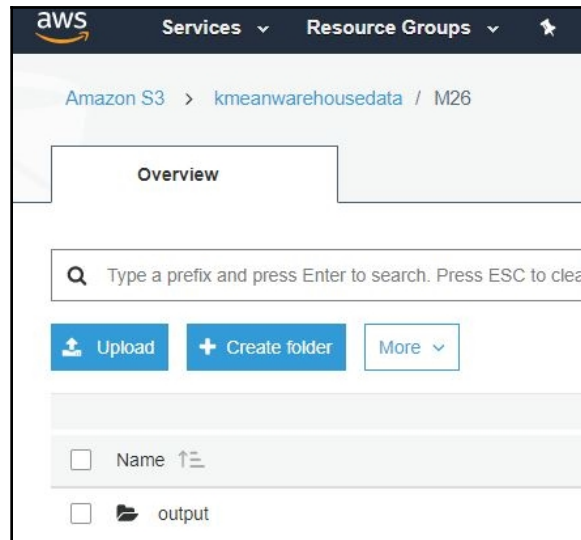 aws Services Resource Groups
Amazon S3 > kmeanwarehousedata / M26
Overview
Type a prefix and press Enter to search. Press ESC to clea
Upload + Create folder More
Name
output